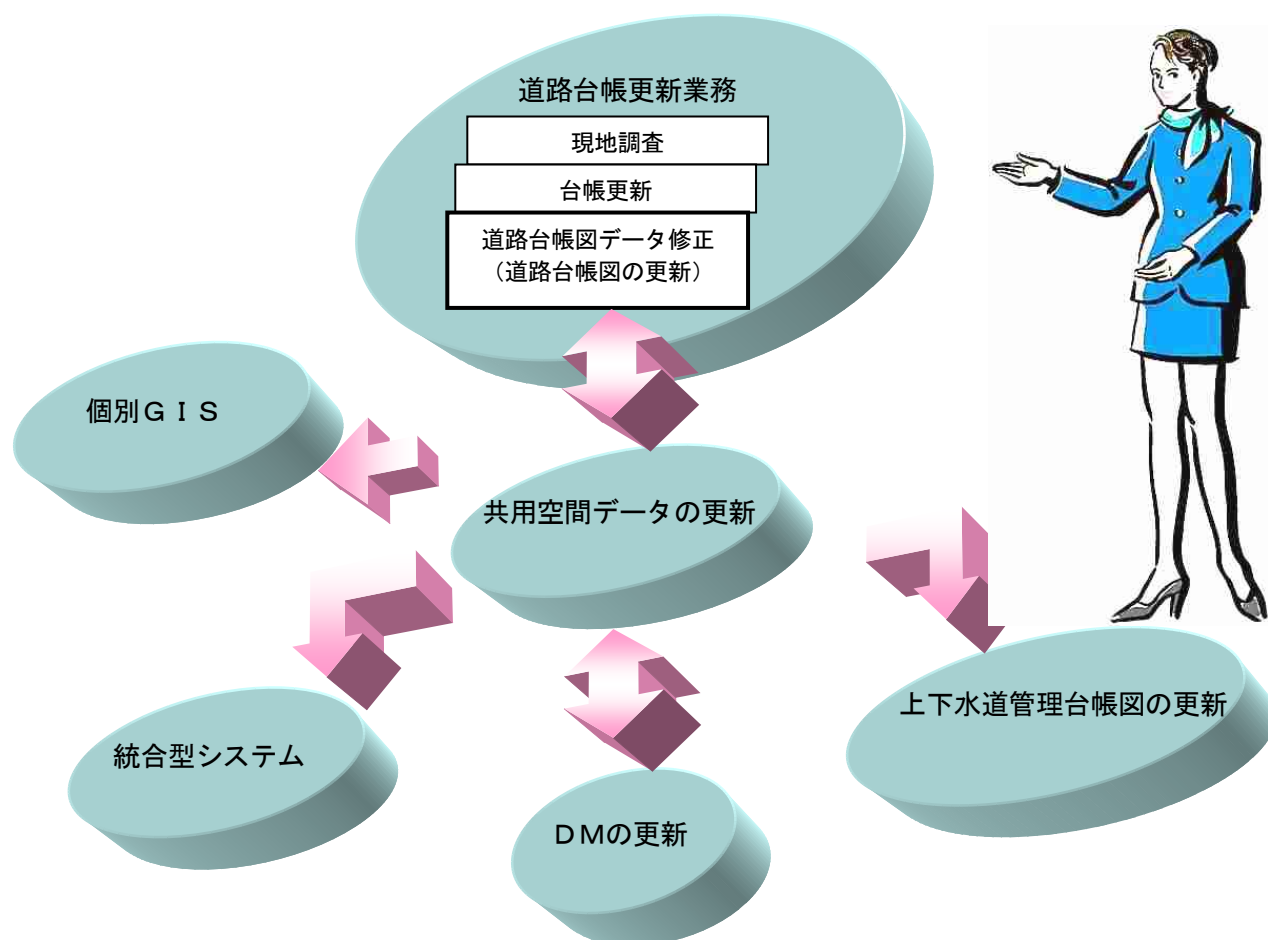 道路台帳更新業務
現地調査
台帳更新
道路台帳図データ修正
（道路台帳図の更新）
個別ＧＩＳ
共用空間データの更新
上下水道管理台帳図の更新
統合型システム
ＤＭの更新